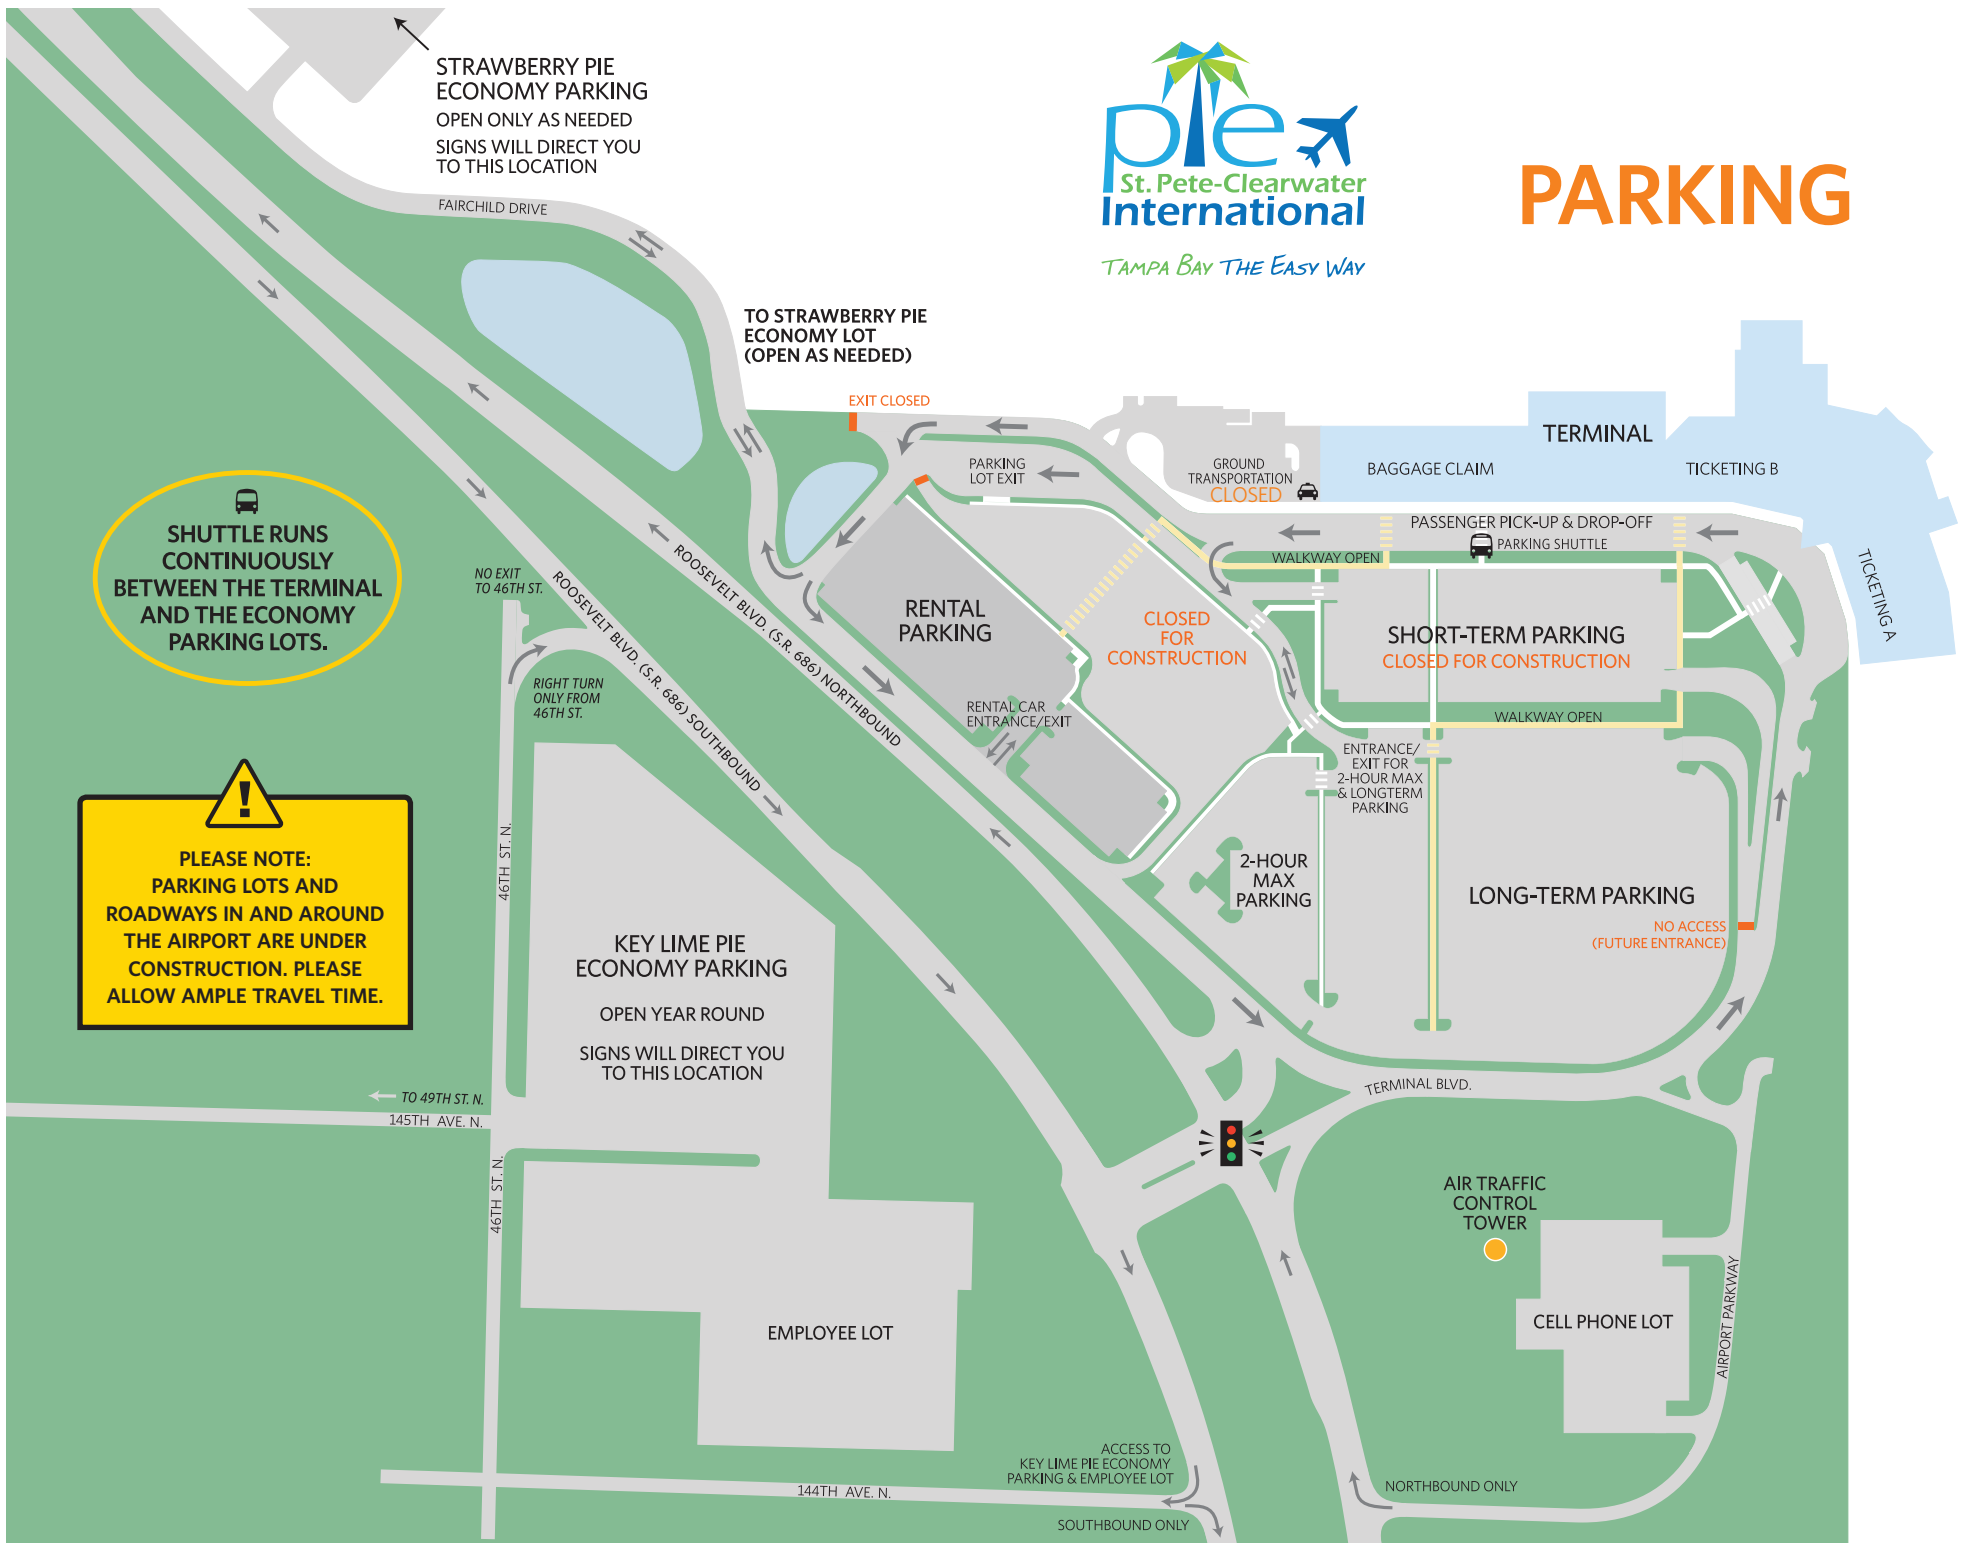 STRAWBERRY PIE
ECONOMY PARKING
OPEN ONLY AS NEEDED
SIGNS WILL DIRECT YOU
TO THIS LOCATION
FAIRCHILD DRIVE
pie
St. Pete-Clearwater
International
TAMPA BAY THE EASY WAY
PARKING
TO STRAWBERRY PIE
ECONOMY LOT
(OPEN AS NEEDED)
EXIT CLOSED
PARKING
LOT EXIT
GROUND
TRANSPORTATION
CLOSED
TERMINAL
BAGGAGE CLAIM
TICKETING B
TICKETING A
PASSENGER PICK-UP & DROP-OFF
PARKING SHUTTLE
WALKWAY OPEN
SHUTTLE RUNS
CONTINUOUSLY
BETWEEN THE TERMINAL
AND THE ECONOMY
PARKING LOTS.
NO EXIT
TO 46TH ST.
RIGHT TURN
ONLY FROM
46TH ST.
ROOSEVELT BLVD. (S.R. 686) SOUTHBOUND
ROOSEVELT BLVD. (S.R. 686) NORTHBOUND
RENTAL
PARKING
CLOSED
FOR
CONSTRUCTION
SHORT-TERM PARKING
CLOSED FOR CONSTRUCTION
RENTAL CAR
ENTRANCE/EXIT
WALKWAY OPEN
ENTRANCE/
EXIT FOR
2-HOUR MAX
& LONGTERM
PARKING
2-HOUR
MAX
PARKING
LONG-TERM PARKING
NO ACCESS
(FUTURE ENTRANCE)
PLEASE NOTE:
PARKING LOTS AND
ROADWAYS IN AND AROUND
THE AIRPORT ARE UNDER
CONSTRUCTION. PLEASE
ALLOW AMPLE TRAVEL TIME.
46TH ST. N.
KEY LIME PIE
ECONOMY PARKING
OPEN YEAR ROUND
SIGNS WILL DIRECT YOU
TO THIS LOCATION
TO 49TH ST. N.
145TH AVE. N.
46TH ST. N.
TERMINAL BLVD.
AIR TRAFFIC
CONTROL
TOWER
EMPLOYEE LOT
CELL PHONE LOT
AIRPORT PARKWAY
ACCESS TO
KEY LIME PIE ECONOMY
PARKING & EMPLOYEE LOT
144TH AVE. N.
SOUTHBOUND ONLY
NORTHBOUND ONLY